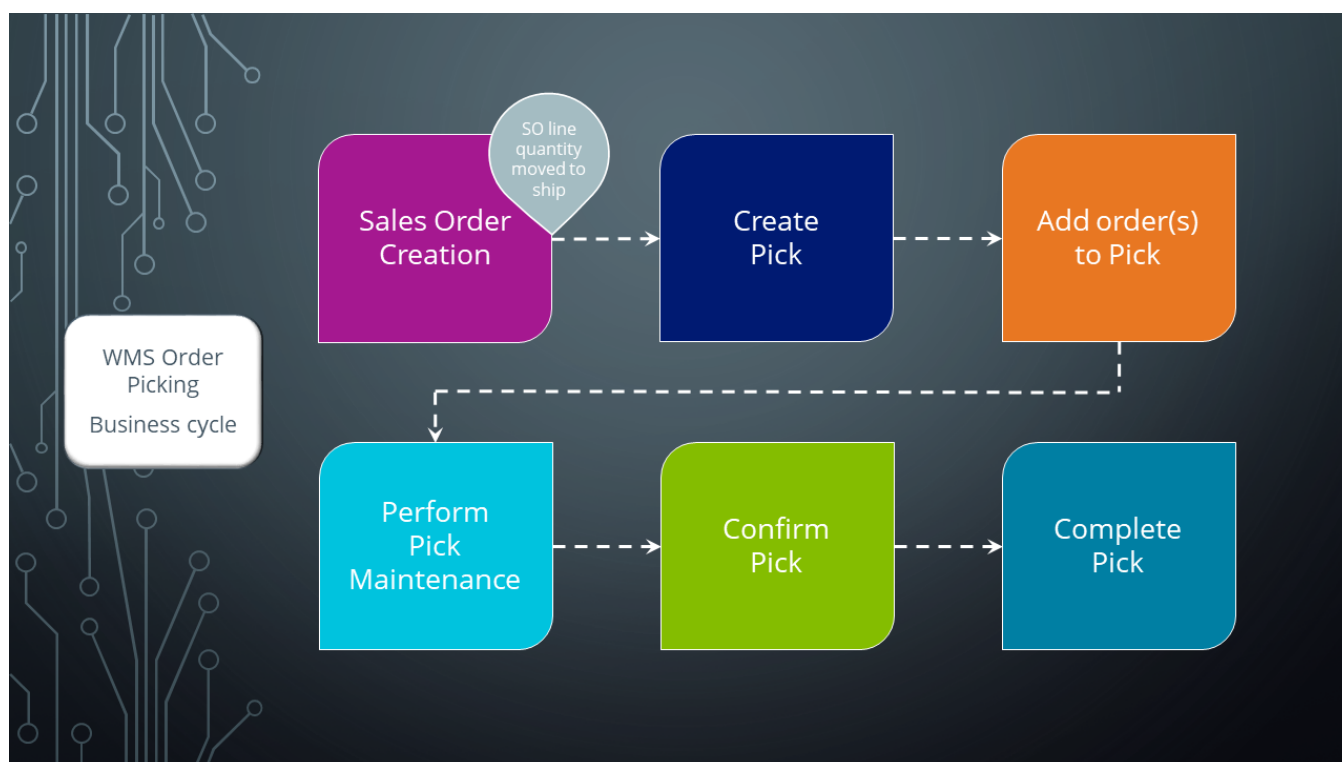 SO line
quantity
moved to
ship
Sales Order
Creation
Create
Pick
Add order(s)
to Pick
WMS Order
Picking
Business cycle
Perform
Pick
Maintenance
Confirm
Pick
Complete
Pick